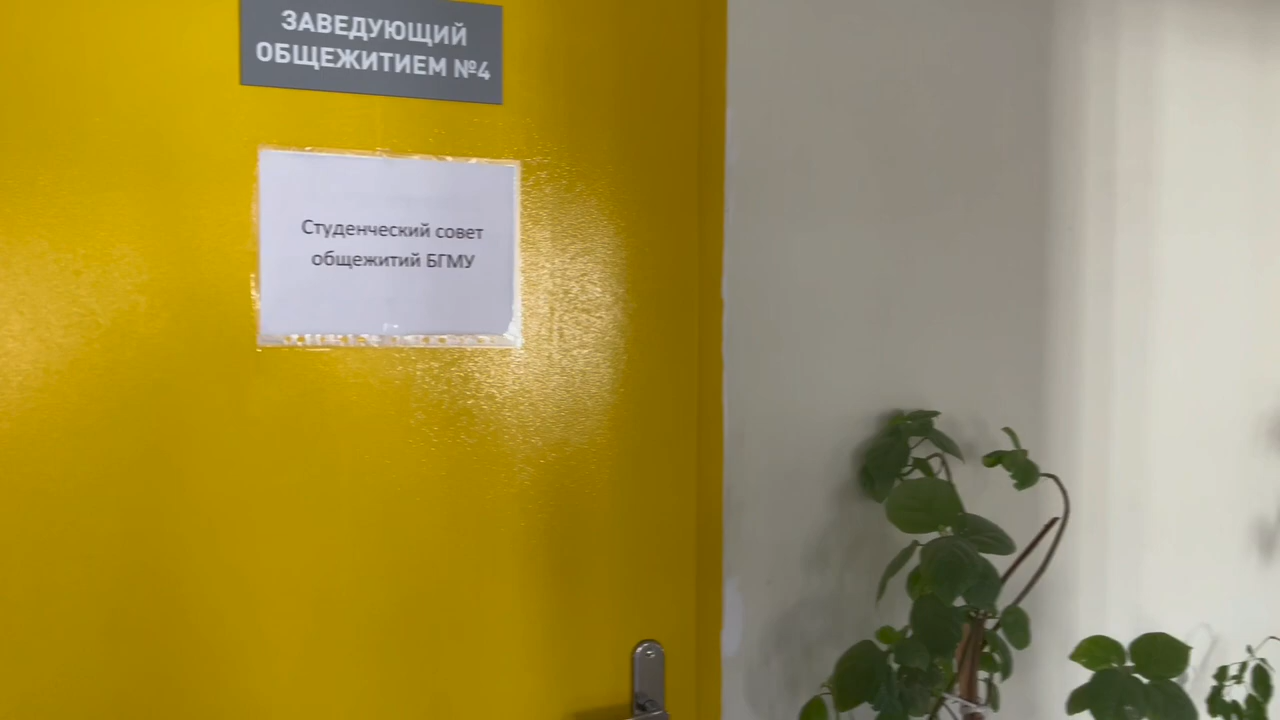 ЗАВЕДУЮЩИЙ
ОБЩЕЖИТИЕМ №4
Студенческий совет
общежитий БГМУ